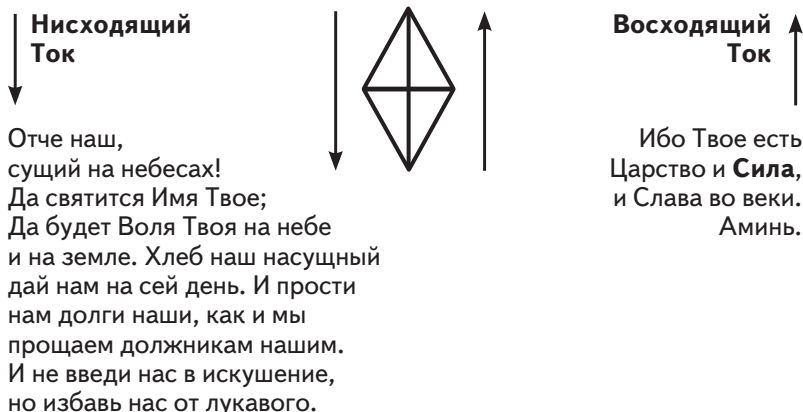 Нисходящий
Ток
Отче наш,
сущий на небесах!
Да святится Имя Твое;
Да будет Воля Твоя на небе
и на земле. Хлеб наш насущный
дай нам на сей день. И прости
нам долги наши, как и мы
прощаем должникам нашим.
И не введи нас в искушение,
но избавь нас от лукавого.
Восходящий
Ток
Ибо Твое есть
Царство и Сила,
и Слава во веки.
Аминь.